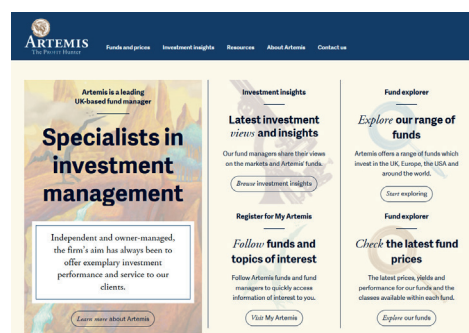 ARTEMIS
The PROFIT Hunter
Funds and prices
Investment insights
Resources
About Artemis
Contact us
Artemis is a leading
UK-based fund manager
Specialists in
investment
management
Independent and owner-managed,
the firm's aim has always been to
offer exemplary investment
performance and service to our
clients.
Learn more about Artemis
Investment insights
Latest investment
views and insights
Our fund managers share their views
on the markets and Artemis' funds.
Browse investment insights
Register for My Artemis
Follow funds and
topics of interest
Follow Artemis funds and fund
managers to quickly access
information of interest to you.
Visit My Artemis
Fund explorer
Explore our range of
funds
Artemis offers a range of funds which
invest in the UK, Europe, the USA and
around the world.
Start exploring
Fund explorer
Check the latest fund
prices
The latest prices, yields and
performance for our funds and the
classes available within each fund.
Explore our funds